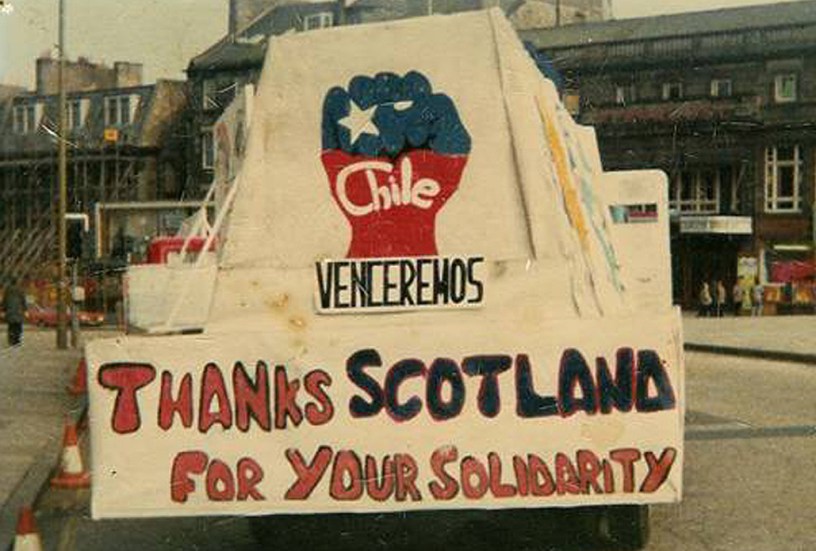 Chile
VENCEREMOS
THANKS SCOTLAND
FOR YOUR SOLIDARITY